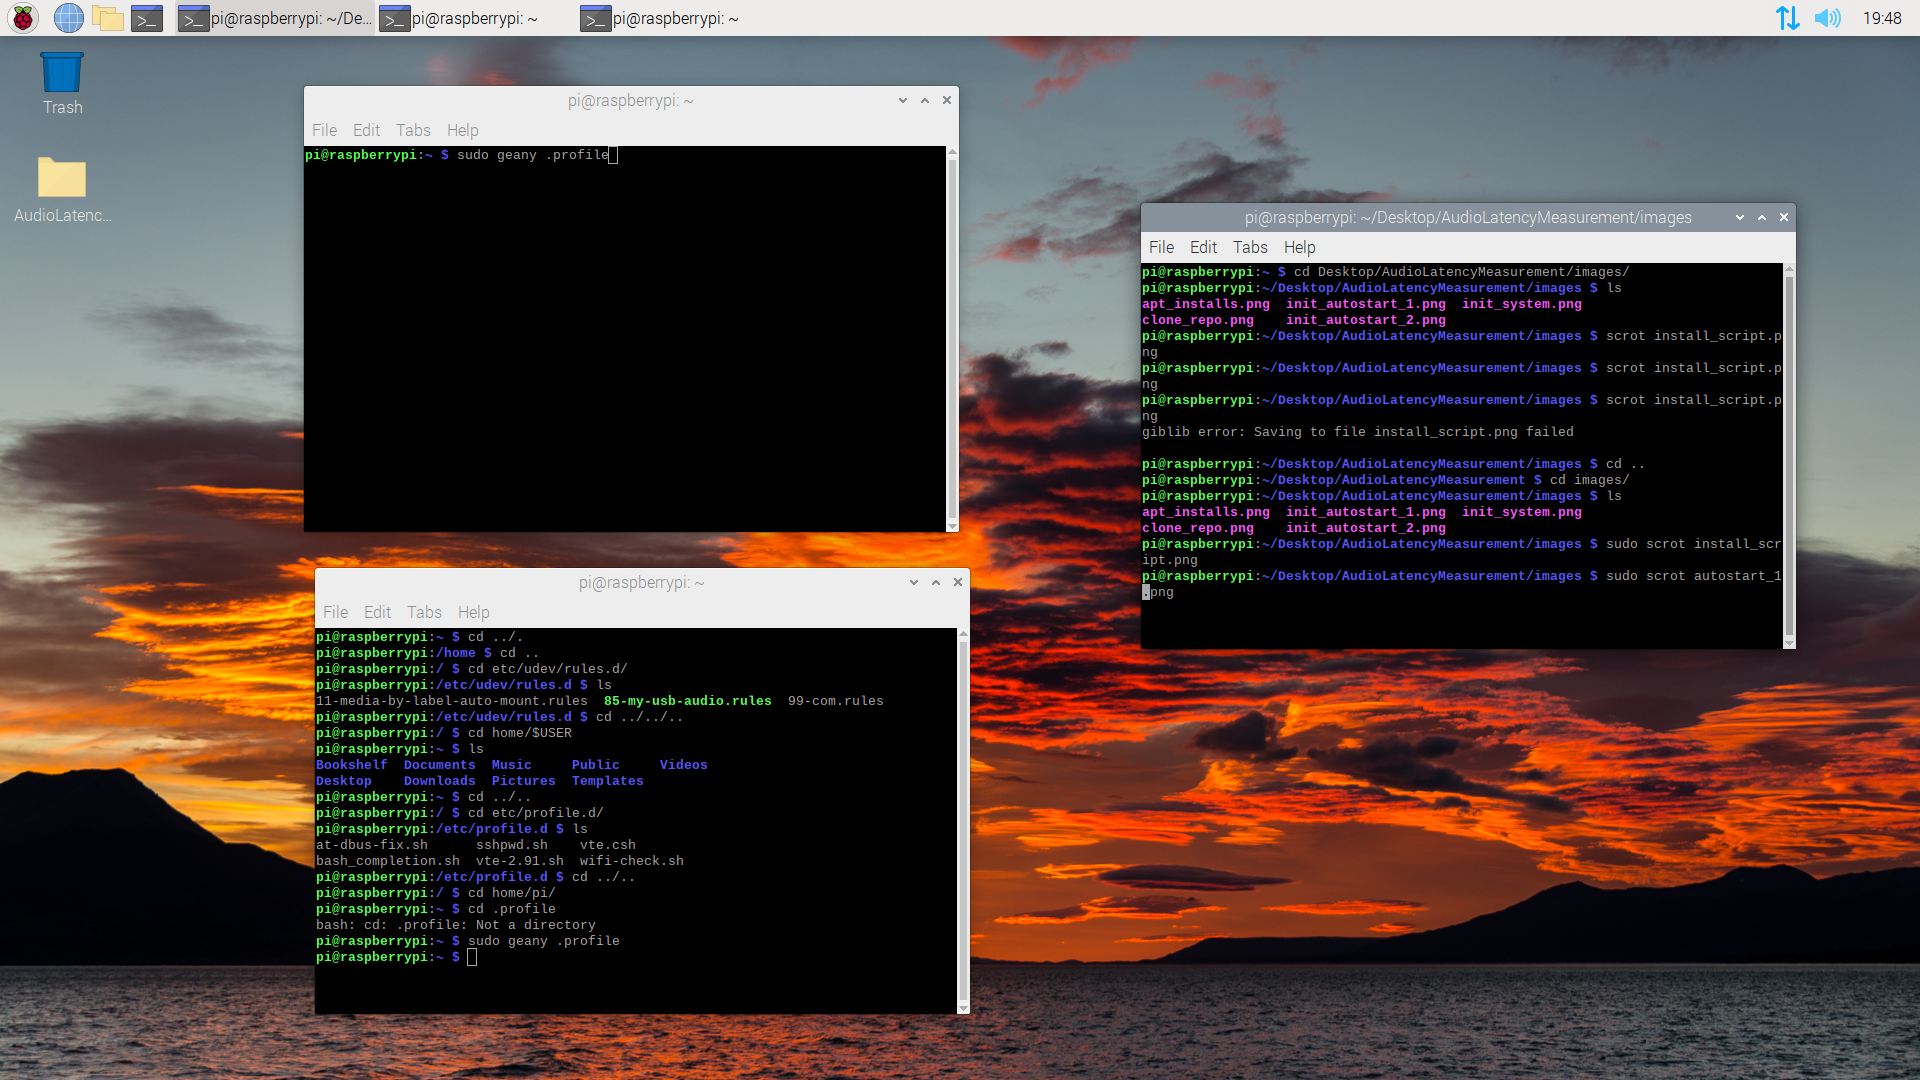 pi@raspberrypi: ~/De...
pi@raspberrypi: ~
pi@raspberrypi: ~
19:48
Trash
AudioLatenc...
pi@raspberrypi: ~
File Edit Tabs Help
pi@raspberrypi:~ $ sudo geany .profile
pi@raspberrypi: ~/Desktop/AudioLatencyMeasurement/images
File Edit Tabs Help
pi@raspberrypi:~ $ cd Desktop/AudioLatencyMeasurement/images/
pi@raspberrypi:~/Desktop/AudioLatencyMeasurement/images $ ls
apt_installs.png init_autostart_1.png init_system.png
clone_repo.png init_autostart_2.png
pi@raspberrypi:~/Desktop/AudioLatencyMeasurement/images $ scrot install_script.p
ng
pi@raspberrypi:~/Desktop/AudioLatencyMeasurement/images $ scrot install_script.p
ng
pi@raspberrypi:~/Desktop/AudioLatencyMeasurement/images $ scrot install_script.p
ng
giblib error: Saving to file install_script.png failed
pi@raspberrypi:~/Desktop/AudioLatencyMeasurement/images $ cd ..
pi@raspberrypi:~/Desktop/AudioLatencyMeasurement $ cd images/
pi@raspberrypi:~/Desktop/AudioLatencyMeasurement/images $ ls
apt_installs.png init_autostart_1.png init_system.png
clone_repo.png init_autostart_2.png
pi@raspberrypi:~/Desktop/AudioLatencyMeasurement/images $ sudo scrot install_scr
ipt.png
pi@raspberrypi:~/Desktop/AudioLatencyMeasurement/images $ sudo scrot autostart_1
.png
pi@raspberrypi: ~
File Edit Tabs Help
pi@raspberrypi:~ $ cd ../.
pi@raspberrypi:/home $ cd ..
pi@raspberrypi:/ $ cd etc/udev/rules.d/
pi@raspberrypi:/etc/udev/rules.d $ ls
11-media-by-label-auto-mount.rules 85-my-usb-audio.rules 99-com.rules
pi@raspberrypi:/etc/udev/rules.d $ cd ../../..
pi@raspberrypi:/ $ cd home/$USER
pi@raspberrypi:~ $ ls
Bookshelf Documents Music Public Videos
Desktop Downloads Pictures Templates
pi@raspberrypi:~ $ cd ../..
pi@raspberrypi:/ $ cd etc/profile.d/
pi@raspberrypi:/etc/profile.d $ ls
at-dbus-fix.sh sshpwd.sh vte.csh
bash_completion.sh vte-2.91.sh wifi-check.sh
pi@raspberrypi:/etc/profile.d $ cd ../..
pi@raspberrypi:/ $ cd home/pi/
pi@raspberrypi:~ $ cd .profile
bash: cd: .profile: Not a directory
pi@raspberrypi:~ $ sudo geany .profile
pi@raspberrypi:~ $